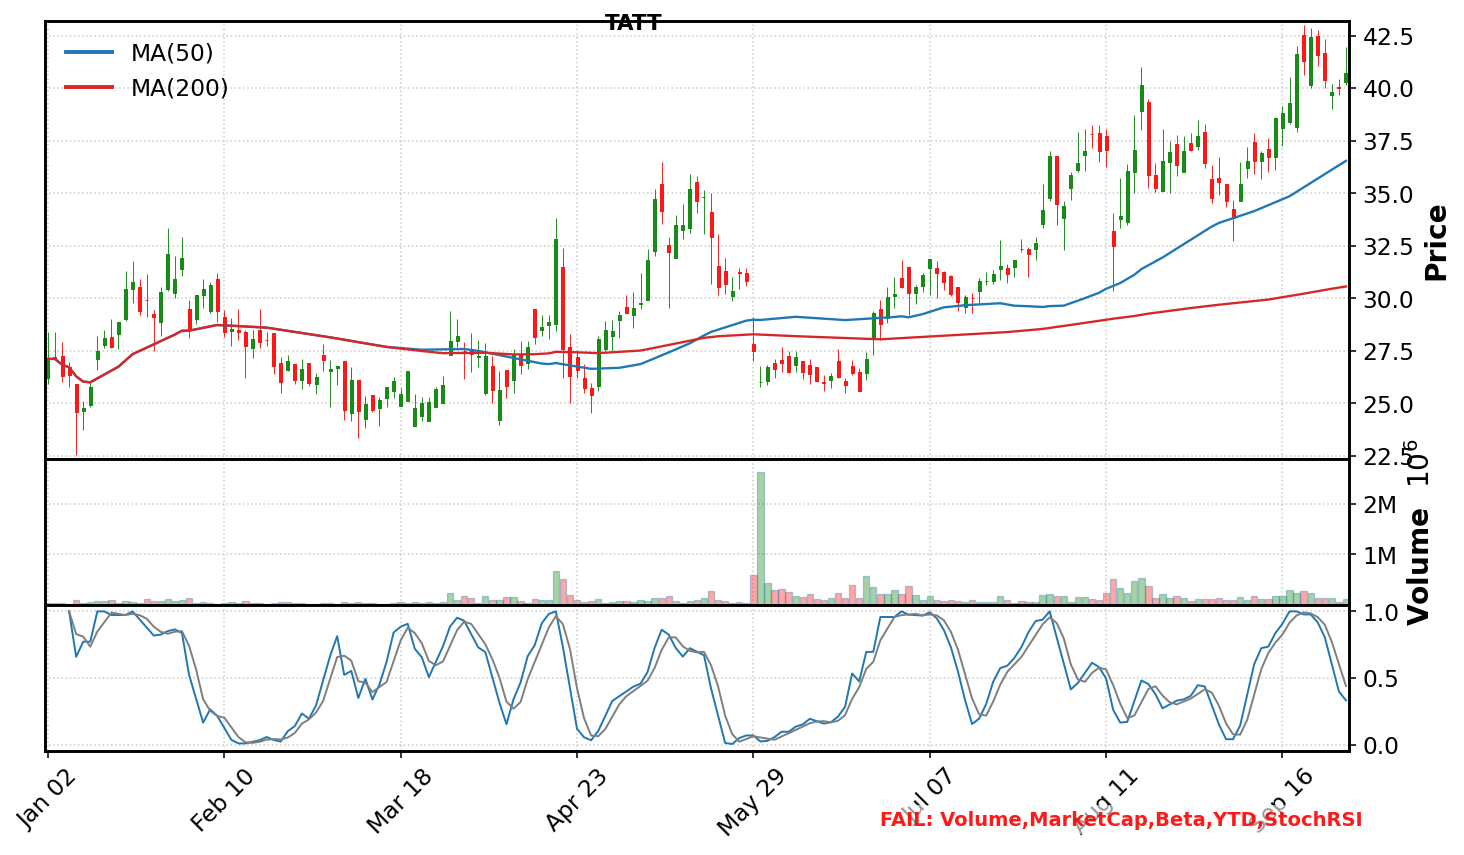 TATT
MA(50)
MA(200)
42.5
40.0
37.5
35.0
32.5
30.0
27.5
25.0
22.5
Price
10^6
2M
1M
Volume
1.0
0.5
0.0
Jan 02
Feb 10
Mar 18
Apr 23
May 29
Jul 07
Aug 11
Sep 16
FAIL: Volume,MarketCap,Beta,YTD,StochRSI